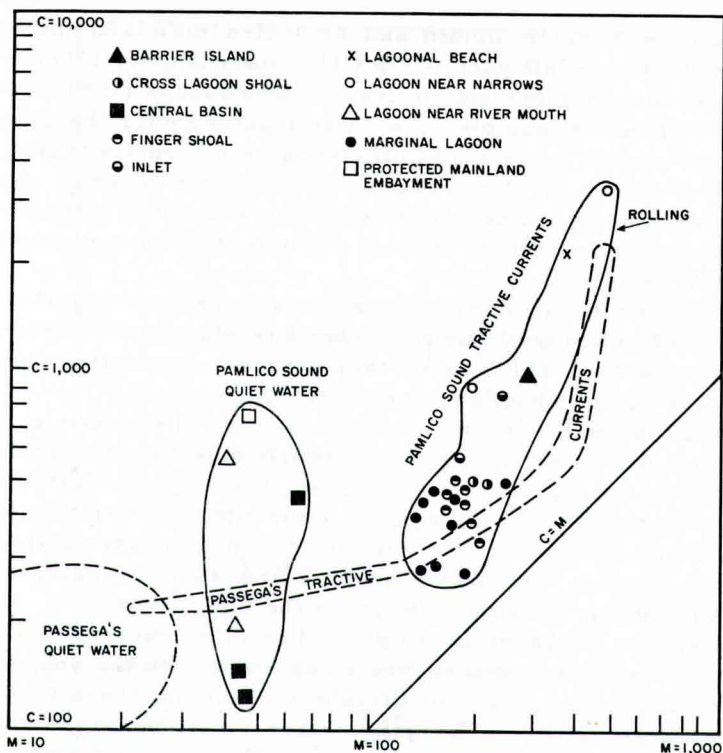 C=10,000
BARRIER ISLAND
CROSS LAGOON SHOAL
CENTRAL BASIN
FINGER SHOAL
INLET
X LAGOONAL BEACH
LAGOON NEAR NARROWS
LAGOON NEAR RIVER MOUTH
MARGINAL LAGOON
PROTECTED MAINLAND
EMBAYMENT
ROLLING
PAMLICO SOUND TRACTIVE CURRENTS
X
C=1,000
PAMLICO SOUND
QUIET WATER
CURRENTS
C=M
PASSEGA'S TRACTIVE
PASSEGA'S
QUIET WATER
C=100
M=10
M=100
M=1,000